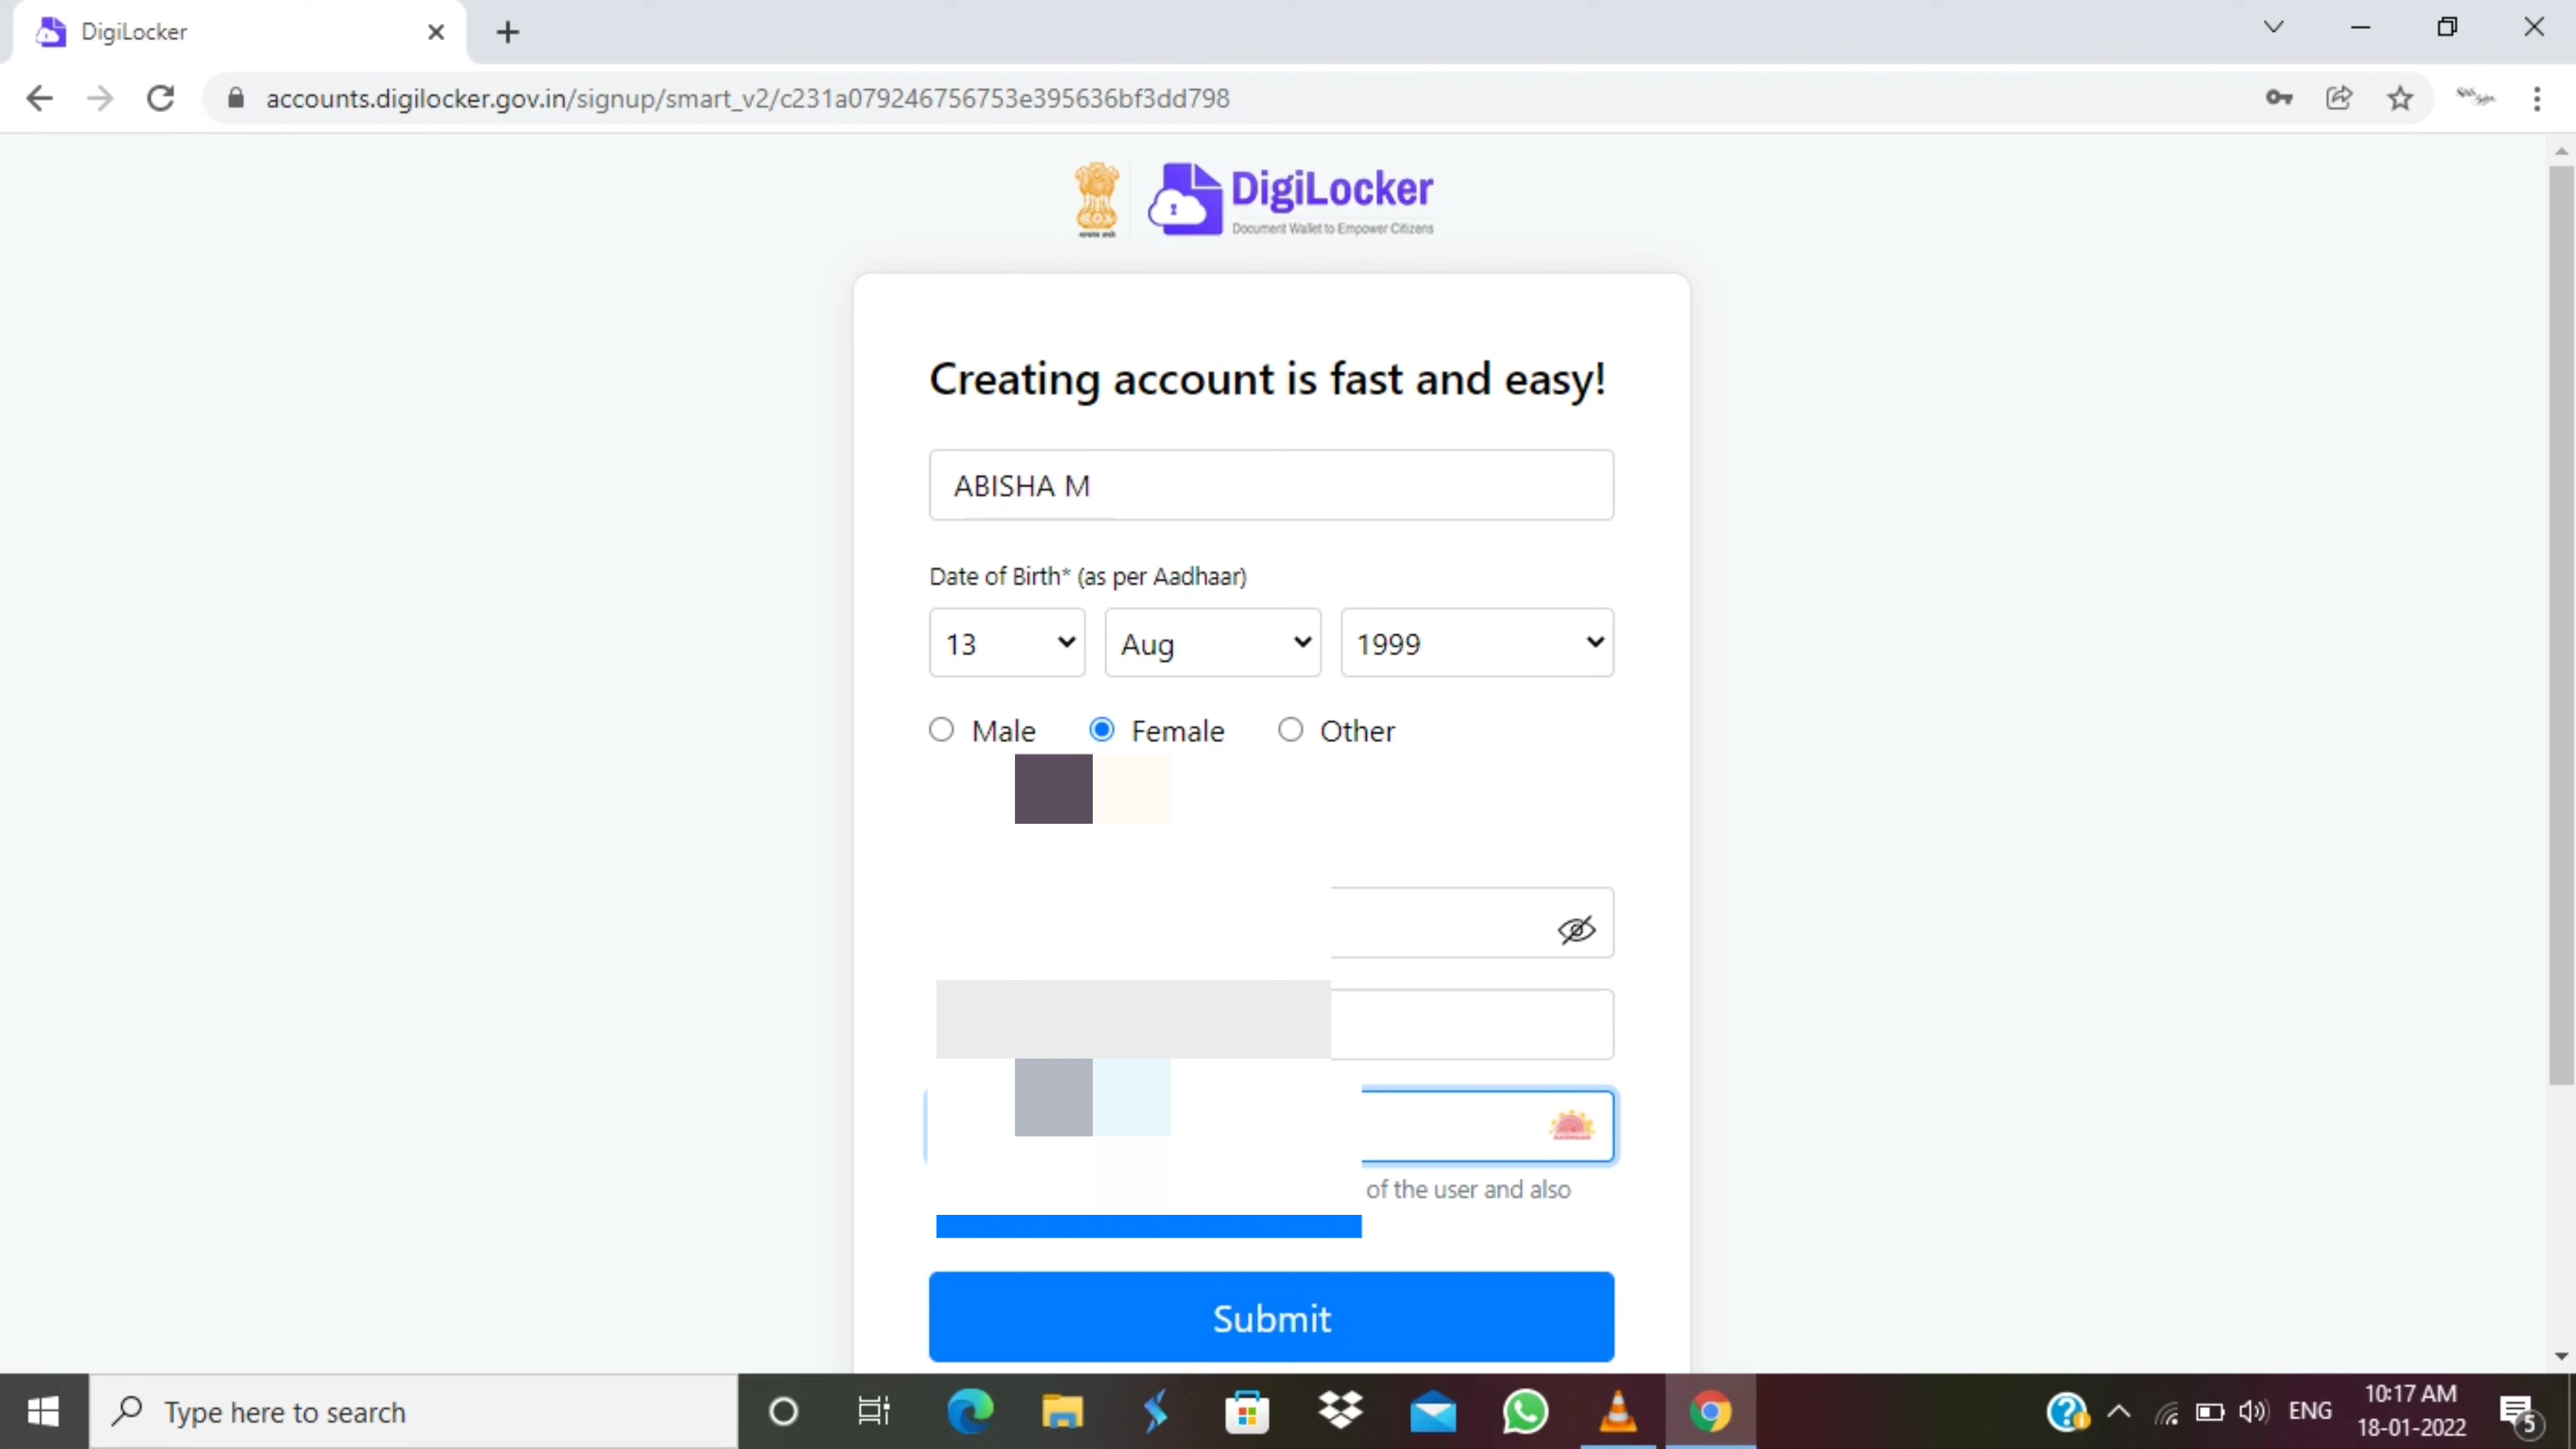 DigiLocker
accounts.digilocker.gov.in/signup/smart_v2/c231a079246756753e395636bf3dd798
DigiLocker
Document Wallet to Empower Citizens
Creating account is fast and easy!
ABISHA M
Date of Birth* (as per Aadhaar)
13 Aug 1999
Male Female Other
AADHAAR
of the user and also
Submit
Type here to search
ENG
10:17 AM
18-01-2022
5